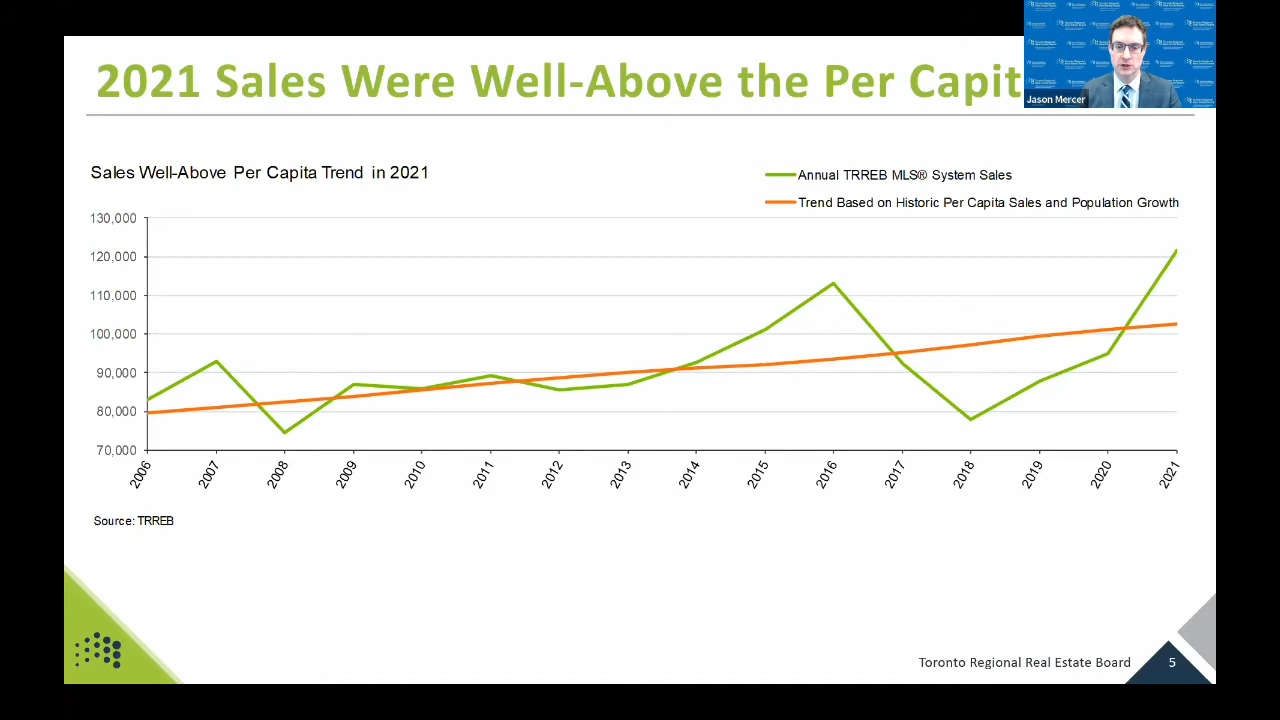 2021 Sales Were Well-Above the Per Capit
Jason Mercer
Sales Well-Above Per Capita Trend in 2021
Annual TRREB MLS® System Sales
Trend Based on Historic Per Capita Sales and Population Growth
130,000
120,000
110,000
100,000
90,000
80,000
70,000
2006 2007 2008 2009 2010 2011 2012 2013 2014 2015 2016 2017 2018 2019 2020 2021
Source: TRREB
Toronto Regional Real Estate Board 5